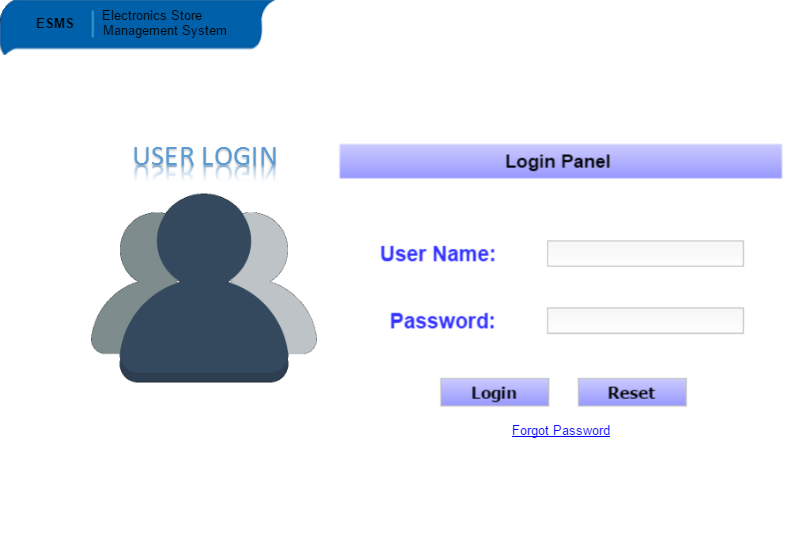 ESMS
Electronics Store
Management System
USER LOGIN
Login Panel
User Name:
Password:
Login
Reset
Forgot Password